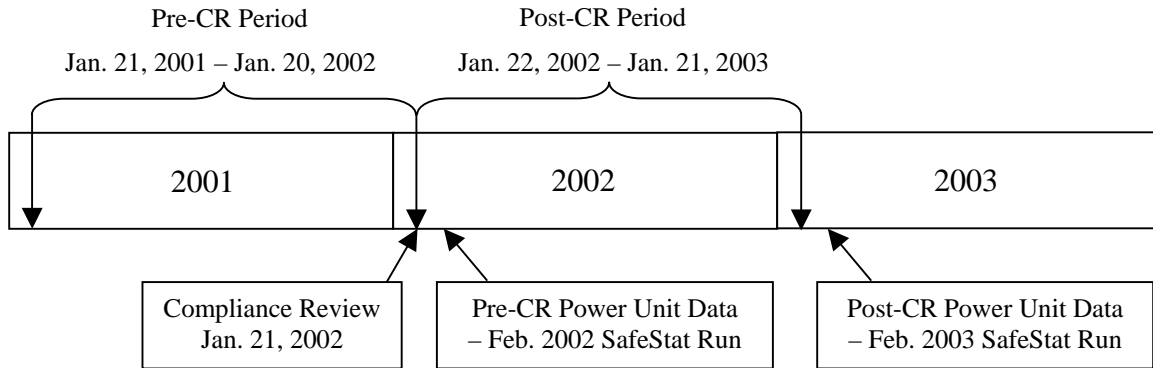 Pre-CR Period
Jan. 21, 2001 – Jan. 20, 2002
Post-CR Period
Jan. 22, 2002 – Jan. 21, 2003
2001
2002
2003
Compliance Review
Jan. 21, 2002
Pre-CR Power Unit Data
– Feb. 2002 SafeStat Run
Post-CR Power Unit Data
– Feb. 2003 SafeStat Run